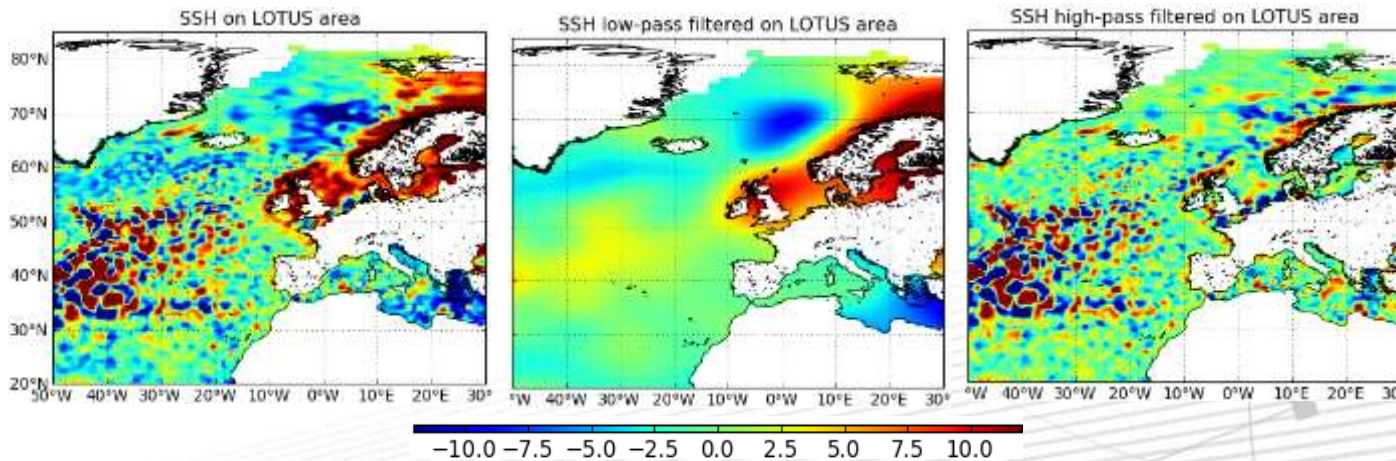 SSH on LOTUS area
SSH low-pass filtered on LOTUS area
SSH high-pass filtered on LOTUS area
80°N
70°N
60°N
50°N
40°N
30°N
20°N
50°W 40°W 30°W 20°W 10°W 0°W 10°E 20°E 30°
°W 40°W 30°W 20°W 10°W 0°W 10°E 20°E 30°
°W 40°W 30°W 20°W 10°W 0°W 10°E 20°E 30°
−10.0 −7.5 −5.0 −2.5 0.0 2.5 5.0 7.5 10.0